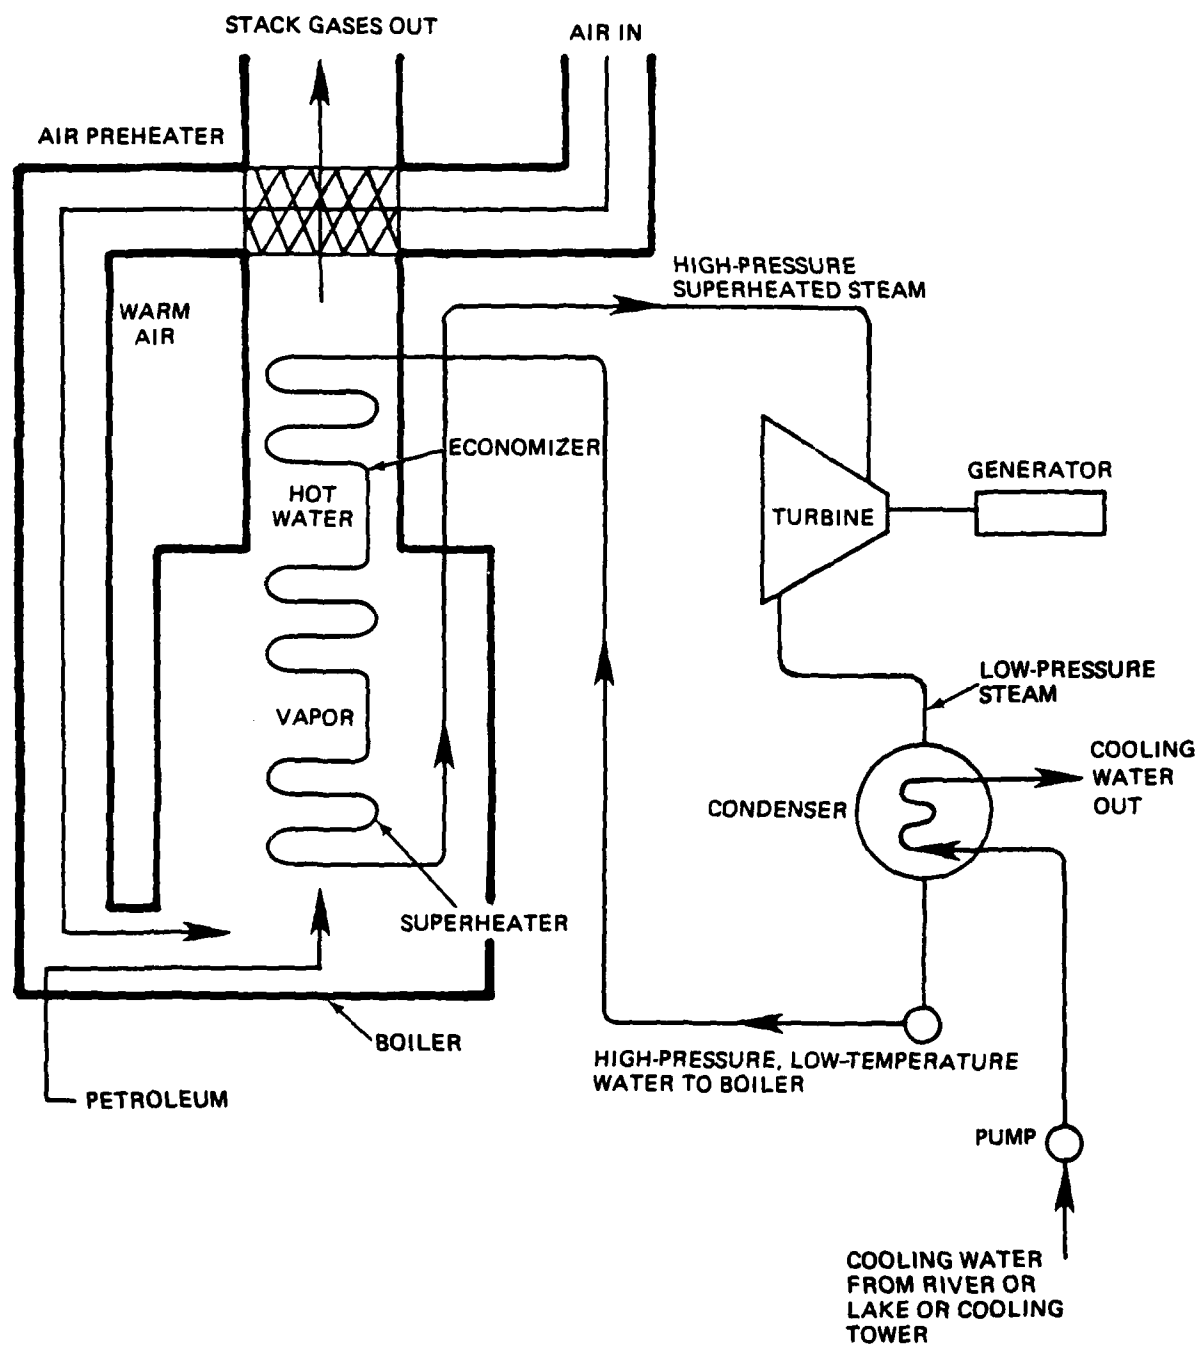 STACK GASES OUT
AIR IN
AIR PREHEATER
WARM
AIR
HIGH-PRESSURE
SUPERHEATED STEAM
ECONOMIZER
HOT
WATER
GENERATOR
TURBINE
LOW-PRESSURE
STEAM
VAPOR
COOLING
WATER
OUT
CONDENSER
SUPERHEATER
BOILER
HIGH-PRESSURE, LOW-TEMPERATURE
WATER TO BOILER
PETROLEUM
PUMP
COOLING WATER
FROM RIVER OR
LAKE OR COOLING
TOWER